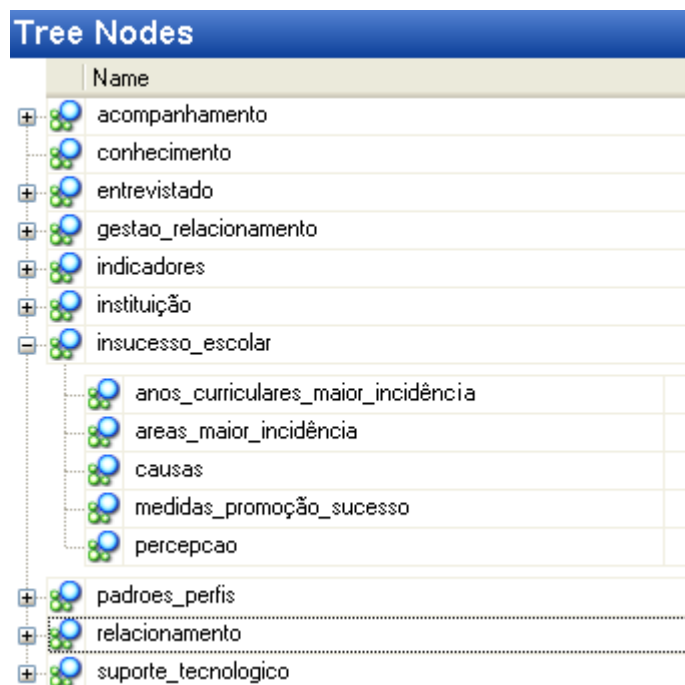 Tree Nodes
Name
acompanhamento
conhecimento
entrevistado
gestao_relacionamento
indicadores
instituição
insucesso_escolar
anos_curriculares_maior_incidência
areas_maior_incidência
causas
medidas_promoção_sucesso
percepcao
padroes_perfis
relacionamento
suporte_tecnologico